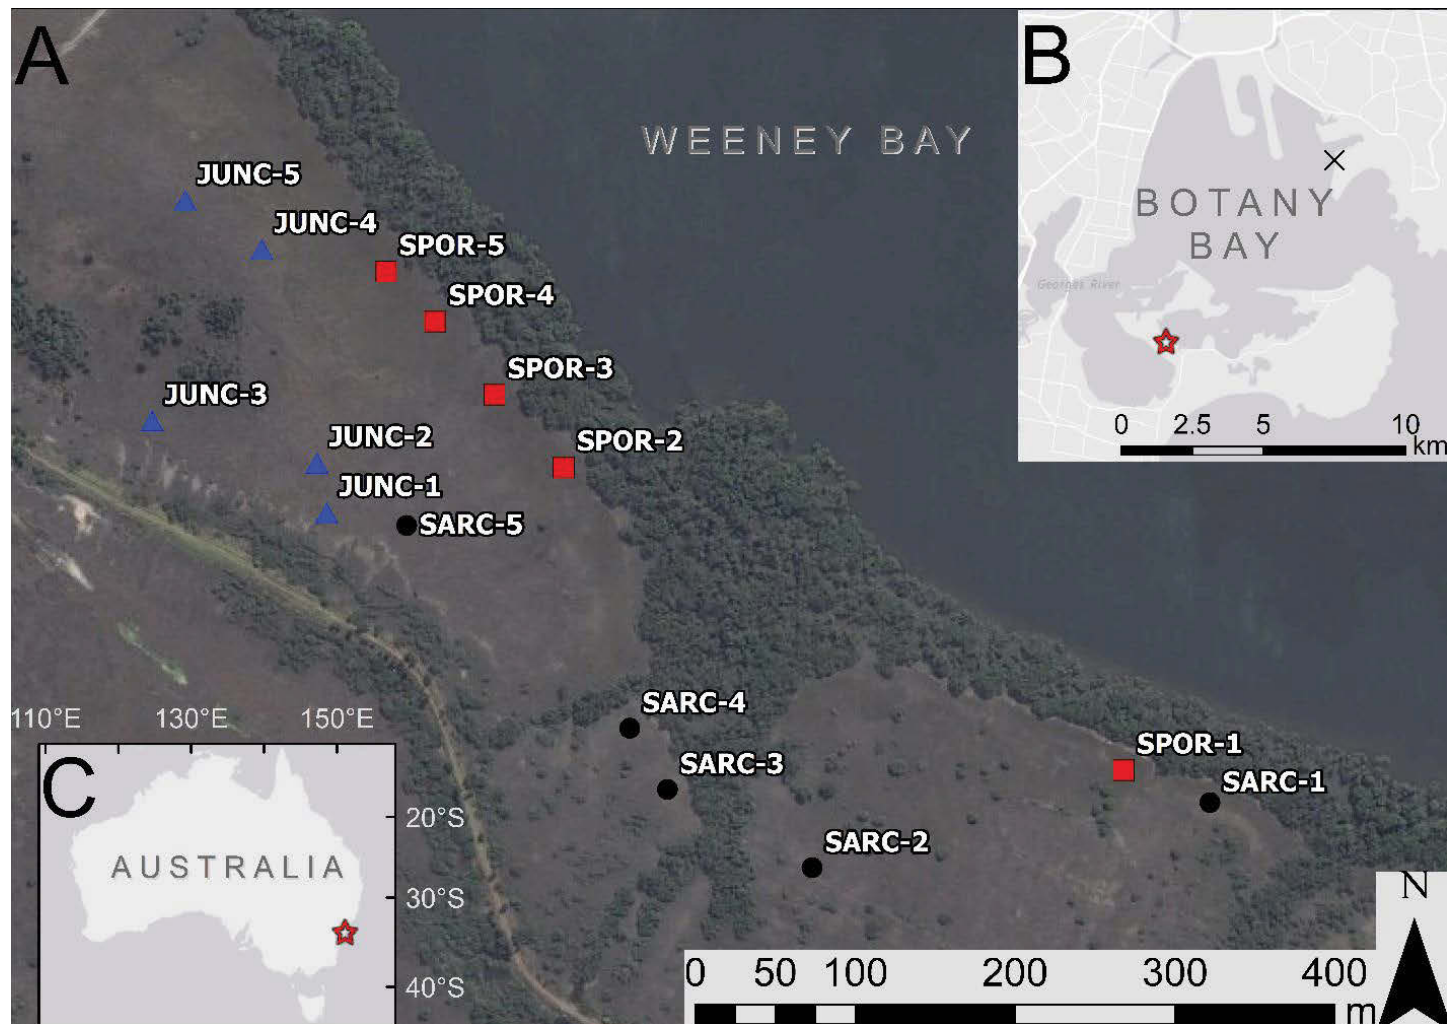 A
WEENEY BAY
JUNC-5
JUNC-4
SPOR-5
SPOR-4
SPOR-3
JUNC-3
JUNC-2
SPOR-2
JUNC-1
SARC-5
SARC-4
SARC-3
SPOR-1
SARC-1
SARC-2
B
BOTANY
BAY
Georges River
0 2.5 5 10
km
110°E 130°E 150°E
C
AUSTRALIA
20°S
30°S
40°S
N
0 50 100 200 300 400
m